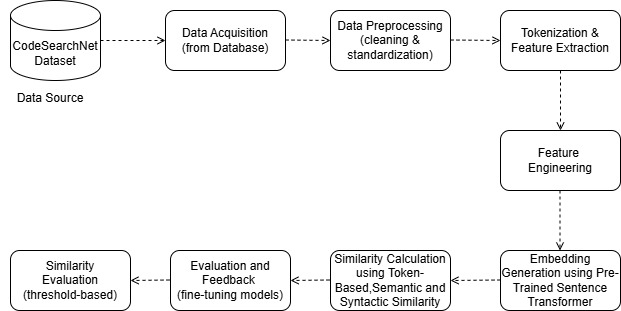 CodeSearchNet
Dataset
Data Source
Data Acquisition
(from Database)
Data Preprocessing
(cleaning &
standardization)
Tokenization &
Feature Extraction
Feature
Engineering
Embedding
Generation using Pre-
Trained Sentence
Transformer
Similarity Calculation
using Token-
Based,Semantic and
Syntactic Similarity
Evaluation and
Feedback
(fine-tuning models)
Similarity
Evaluation
(threshold-based)